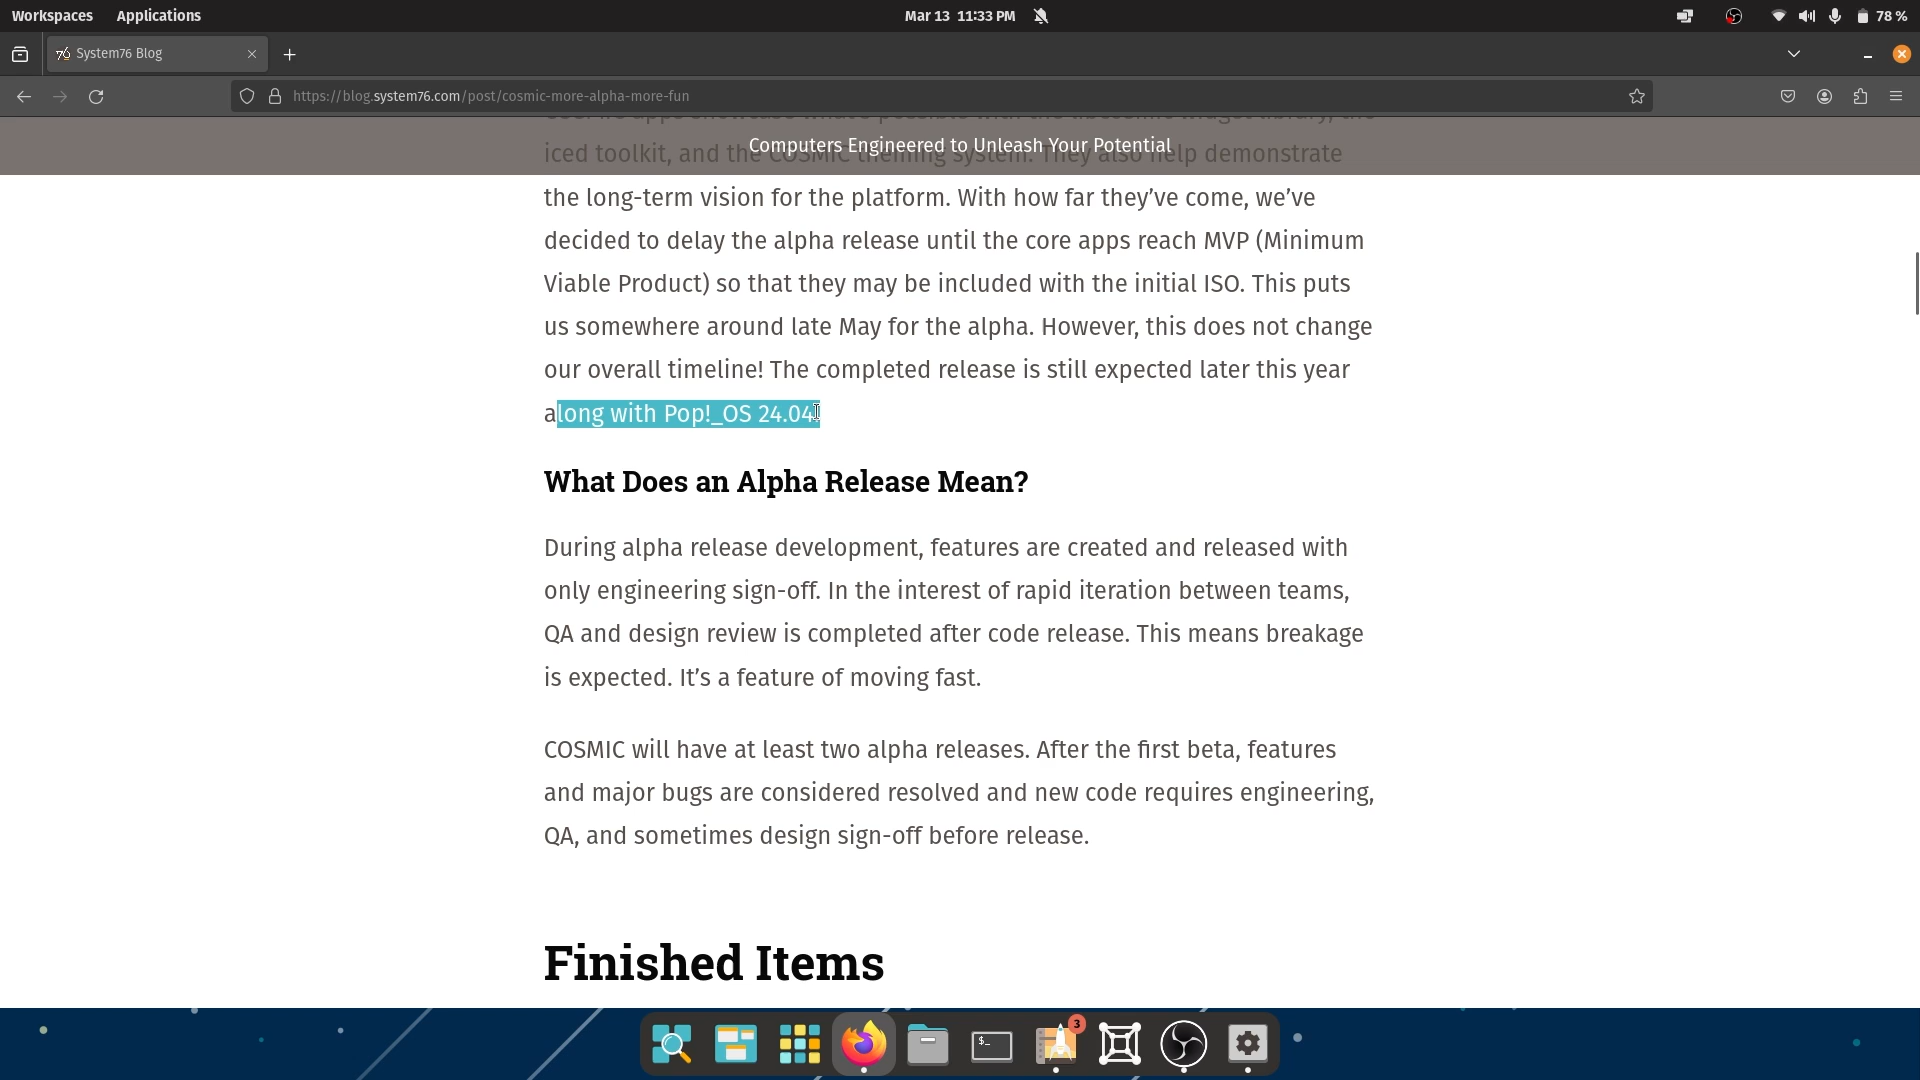 Workspaces Applications Mar 13 11:33 PM 78 %
System76 Blog
https://blog.system76.com/post/cosmic-more-alpha-more-fun
Computers Engineered to Unleash Your Potential
iced toolkit, and the COSMIC theming system. They also help demonstrate
the long-term vision for the platform. With how far they’ve come, we’ve
decided to delay the alpha release until the core apps reach MVP (Minimum
Viable Product) so that they may be included with the initial ISO. This puts
us somewhere around late May for the alpha. However, this does not change
our overall timeline! The completed release is still expected later this year
along with Pop!_OS 24.04.
What Does an Alpha Release Mean?
During alpha release development, features are created and released with
only engineering sign-off. In the interest of rapid iteration between teams,
QA and design review is completed after code release. This means breakage
is expected. It’s a feature of moving fast.
COSMIC will have at least two alpha releases. After the first beta, features
and major bugs are considered resolved and new code requires engineering,
QA, and sometimes design sign-off before release.
Finished Items
3
$_